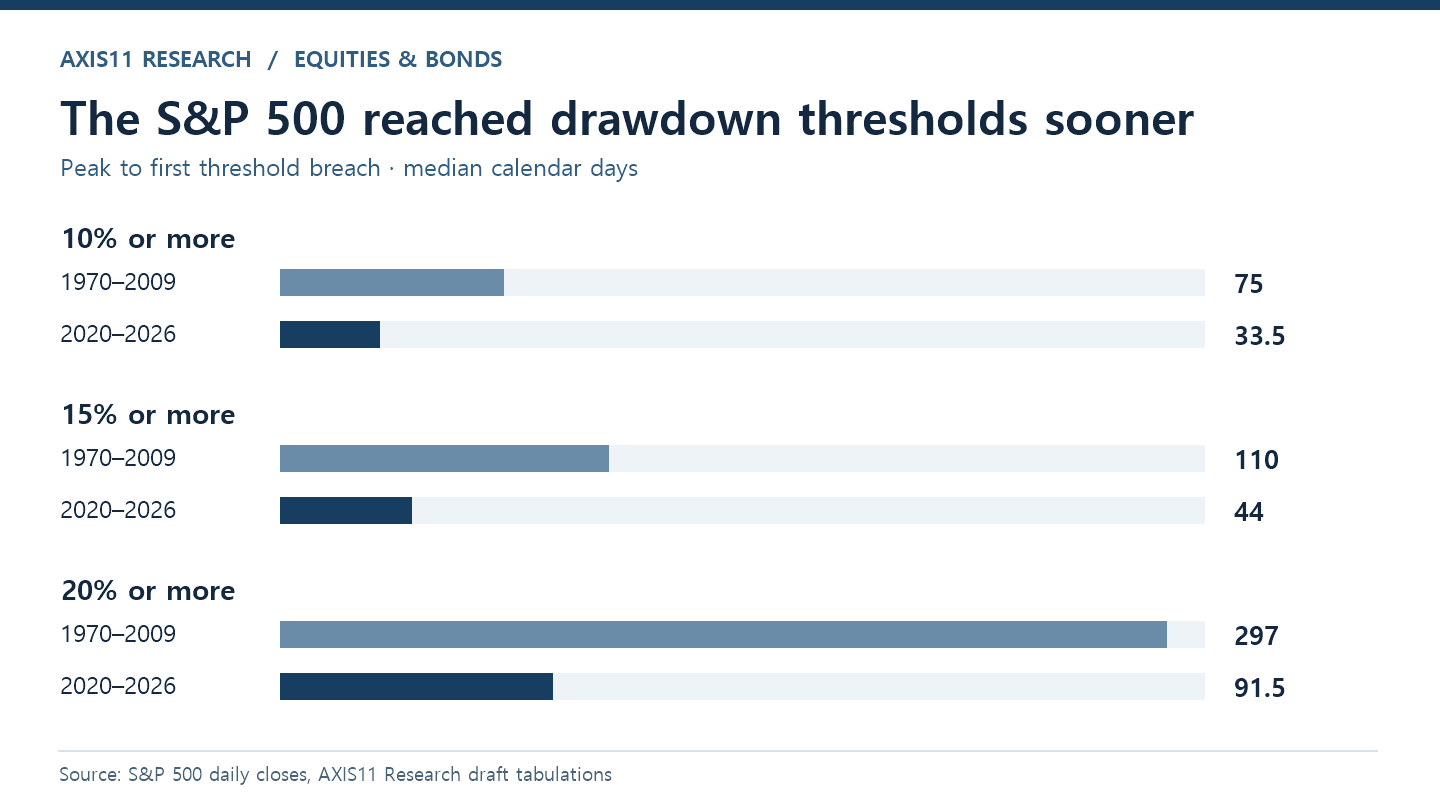 AXIS11 RESEARCH / EQUITIES & BONDS
The S&P 500 reached drawdown thresholds sooner
Peak to first threshold breach · median calendar days
10% or more
1970–2009 75
2020–2026 33.5
15% or more
1970–2009 110
2020–2026 44
20% or more
1970–2009 297
2020–2026 91.5
Source: S&P 500 daily closes, AXIS11 Research draft tabulations